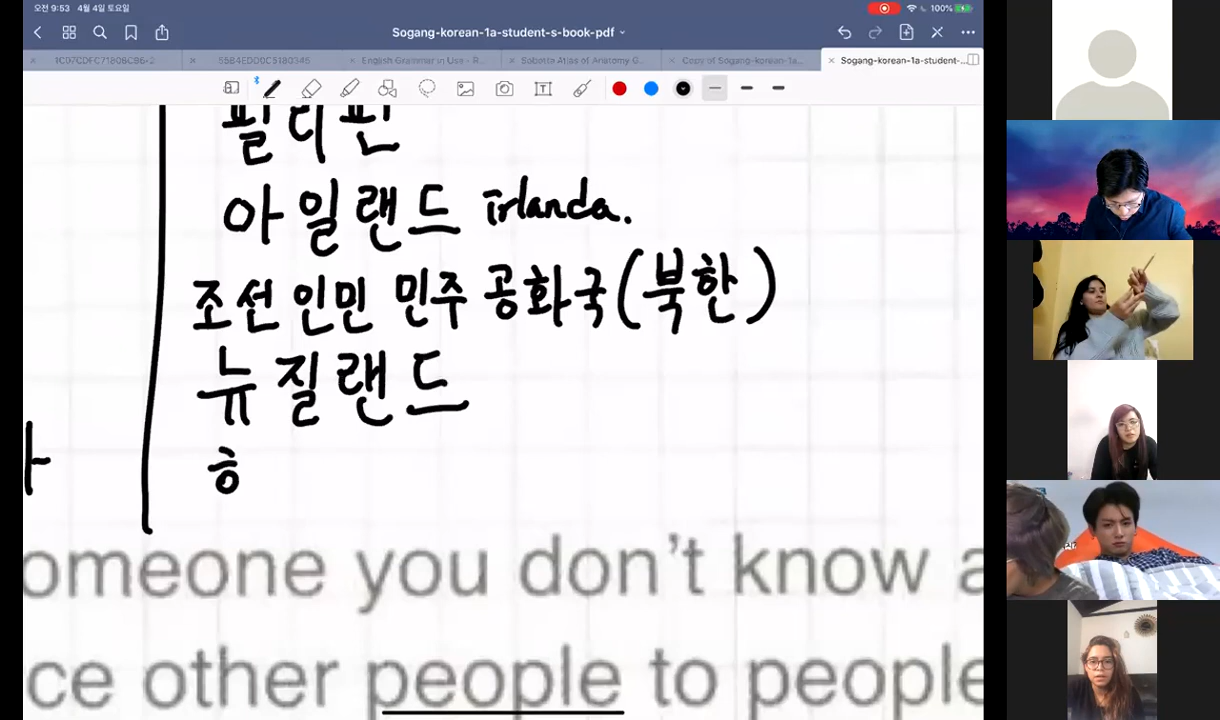 오전 9:53 4월 4일 토요일
100%
Sogang-korean-1a-student-s-book-pdf
English Grammar in Use - R...
Sobotta Atlas of Anatomy G...
Copy of Sogang-korean-1a...
Sogang-korean-1a-student-...
필리핀
아일랜드 irlanda.
조선인민 민주 공화국(북한)
뉴질랜드
ㅎ
omeone you don't know a
ce other people to people